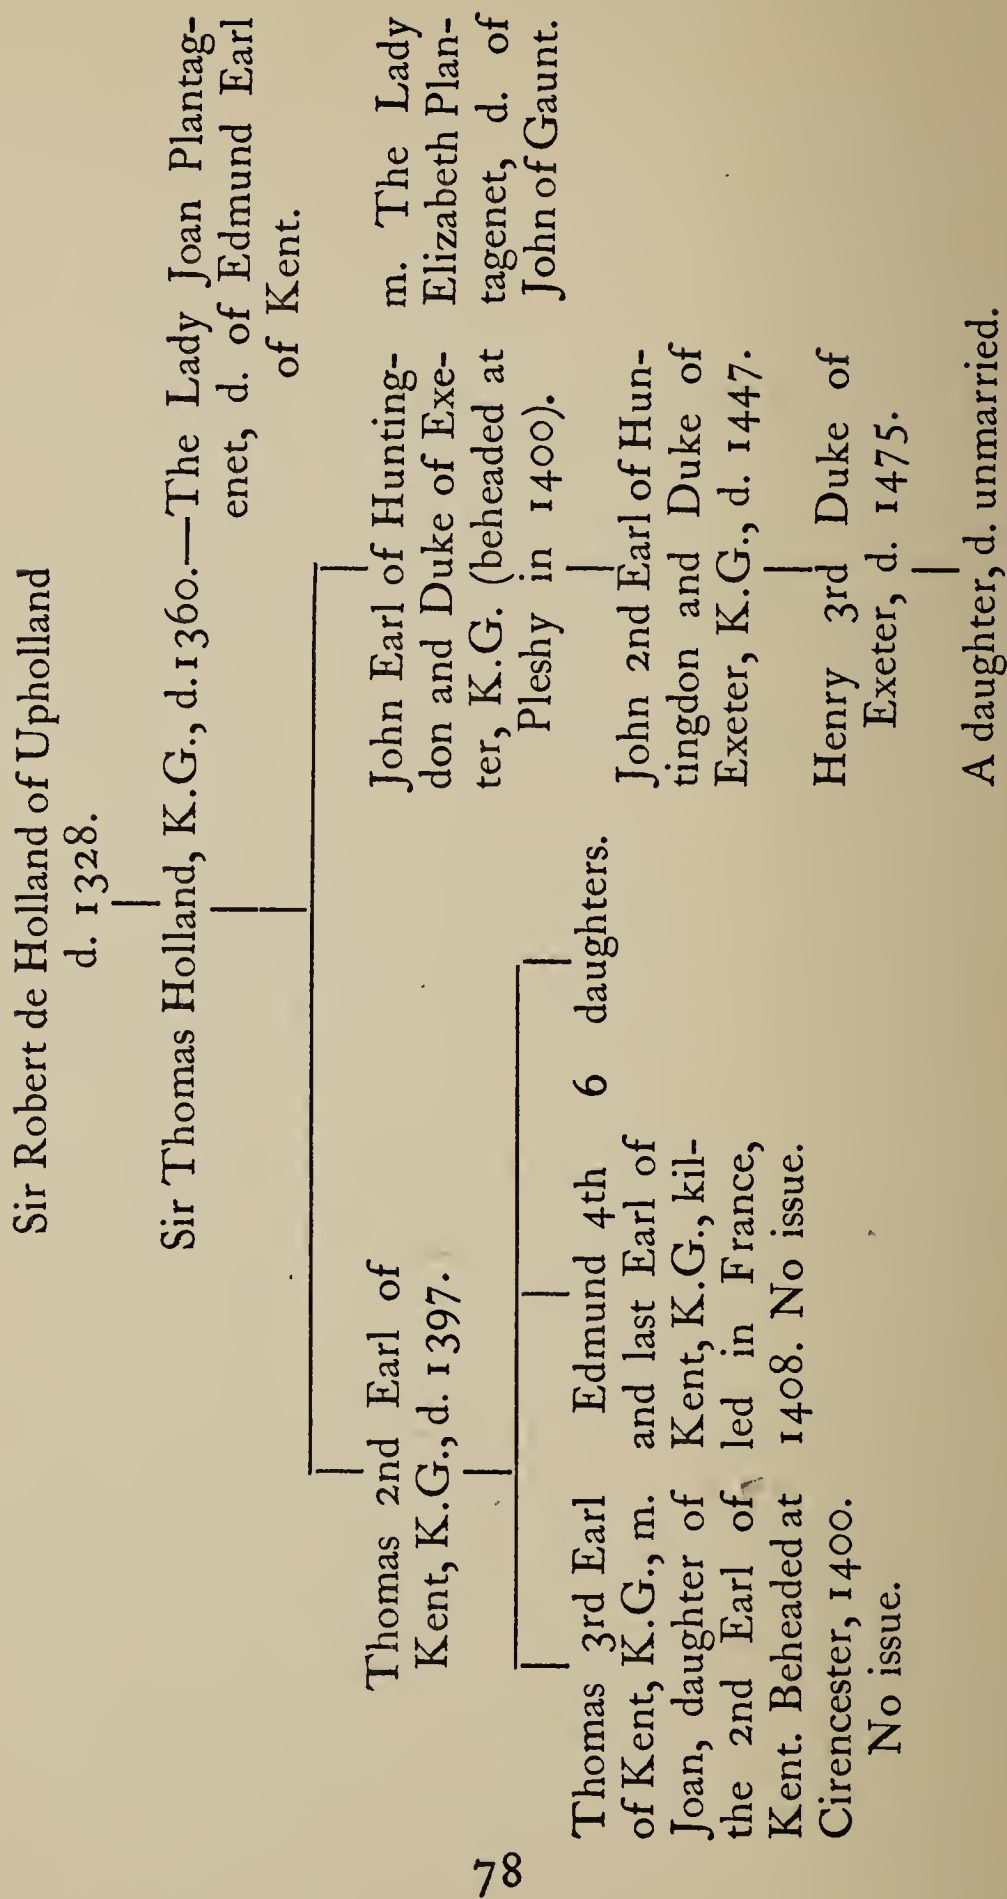 Sir Robert de Holland of Upholland
d. 1328.
Sir Thomas Holland, K.G., d. 1360.—The Lady Joan Plantag-
enet, d. of Edmund Earl
of Kent.
Thomas 2nd Earl of
Kent, K.G., d. 1397.
John Earl of Hunting-
don and Duke of Exe-
ter, K.G. (beheaded at
Pleshy in 1400).
m. The Lady
Elizabeth Plan-
tagenet, d. of
John of Gaunt.
Thomas 3rd Earl
of Kent, K.G., m.
Joan, daughter of
the 2nd Earl of
Kent. Beheaded at
Cirencester, 1400.
No issue.
Edmund 4th
and last Earl of
Kent, K.G., kil-
led in France,
1408. No issue.
6 daughters.
John 2nd Earl of Hun-
tingdon and Duke of
Exeter, K.G., d. 1447.
Henry 3rd Duke of
Exeter, d. 1475.
A daughter, d. unmarried.
78